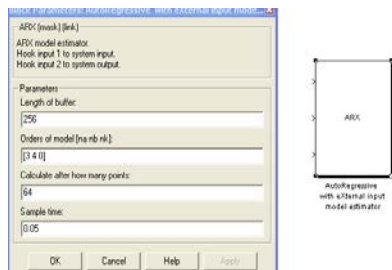 Block Parameters: AutoRegressive with eXternal input mode...
ARX (mask) (link)
ARX model estimator.
Hook input 1 to system input.
Hook input 2 to system output.
Parameters
Length of buffer:
256
Orders of model [na nb nk]:
[3 4 0]
Calculate after how many points:
64
Sample time:
0.05
OK Cancel Help Apply
ARX
AutoRegressive
with eXternal input
model estimator